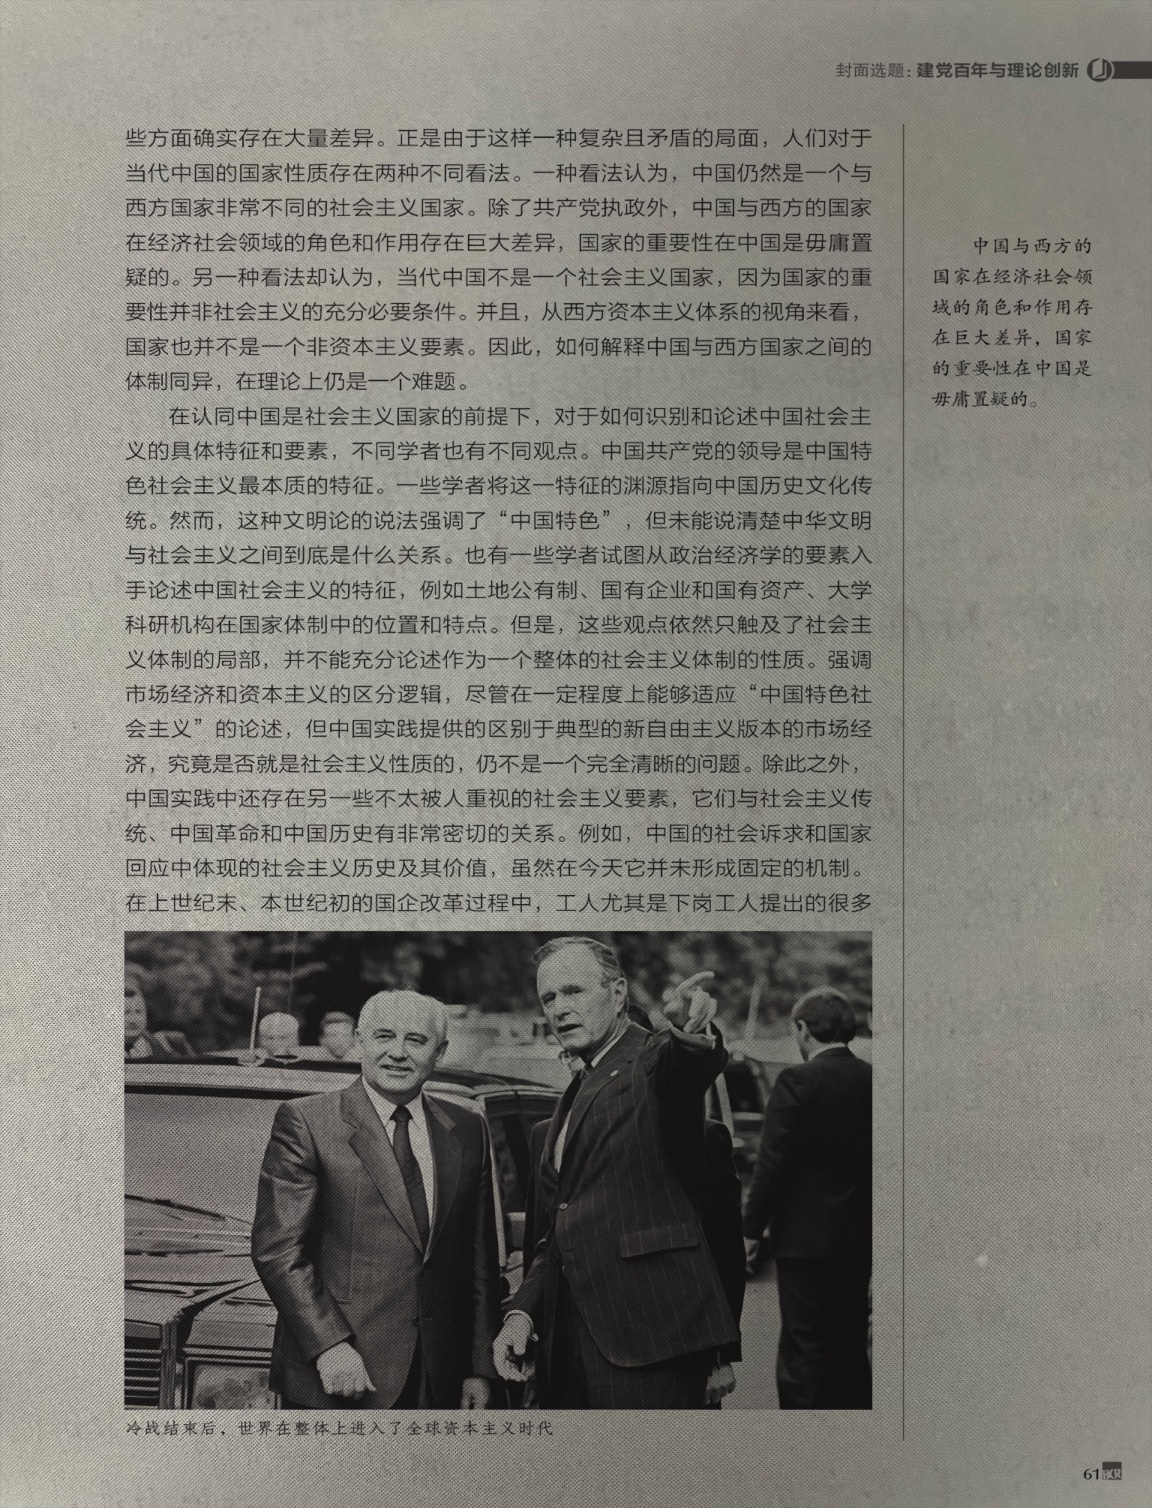 封面选题：建党百年与理论创新
些方面确实存在大量差异。正是由于这样一种复杂且矛盾的局面，人们对于
当代中国的国家性质存在两种不同看法。一种看法认为，中国仍然是一个与
西方国家非常不同的社会主义国家。除了共产党执政外，中国与西方的国家
在经济社会领域的角色和作用存在巨大差异，国家的重要性在中国是毋庸置
疑的。另一种看法却认为，当代中国不是一个社会主义国家，因为国家的重
要性并非社会主义的充分必要条件。并且，从西方资本主义体系的视角来看，
国家也并不是一个非资本主义要素。因此，如何解释中国与西方国家之间的
体制同异，在理论上仍是一个难题。
在认同中国是社会主义国家的前提下，对于如何识别和论述中国社会主
义的具体特征和要素，不同学者也有不同观点。中国共产党的领导是中国特
色社会主义最本质的特征。一些学者将这一特征的渊源指向中国历史文化传
统。然而，这种文明论的说法强调了“中国特色”，但未能说清楚中华文明
与社会主义之间到底是什么关系。也有一些学者试图从政治经济学的要素入
手论述中国社会主义的特征，例如土地公有制、国有企业和国有资产、大学
科研机构在国家体制中的位置和特点。但是，这些观点依然只触及了社会主
义体制的局部，并不能充分论述作为一个整体的社会主义体制的性质。强调
市场经济和资本主义的区分逻辑，尽管在一定程度上能够适应“中国特色社
会主义”的论述，但中国实践提供的区别于典型的新自由主义版本的市场经
济，究竟是否就是社会主义性质的，仍不是一个完全清晰的问题。除此之外，
中国实践中还存在另一些不太被人重视的社会主义要素，它们与社会主义传
统、中国革命和中国历史有非常密切的关系。例如，中国的社会诉求和国家
回应中体现的社会主义历史及其价值，虽然在今天它并未形成固定的机制。
在上世纪末、本世纪初的国企改革过程中，工人尤其是下岗工人提出的很多
冷战结束后，世界在整体上进入了全球资本主义时代
中国与西方的
国家在经济社会领
域的角色和作用存
在巨大差异，国家
的重要性在中国是
毋庸置疑的。
61